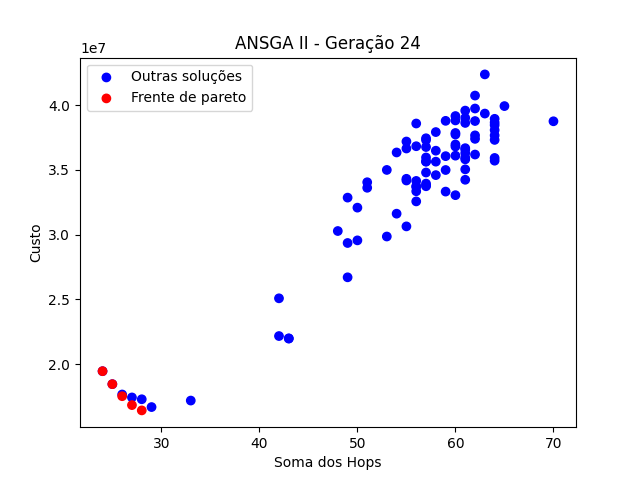 ANSGA II - Geração 24
1e7
Outras soluções
Frente de pareto
4.0
3.5
3.0
2.5
2.0
Custo
30
40
50
60
70
Soma dos Hops